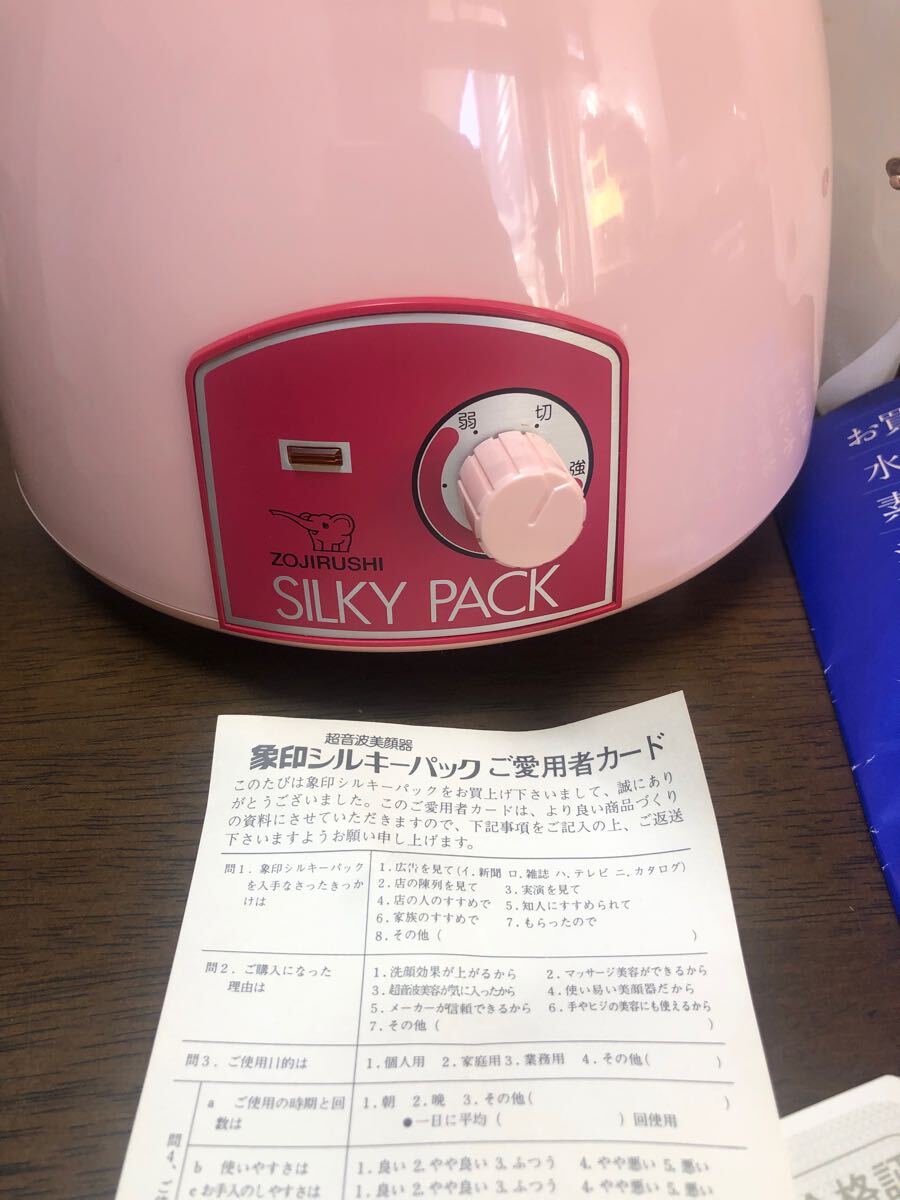 弱
切
強
ZOJIRUSHI
SILKY PACK
お買
水
素
超音波美顔器
象印シルキーパック ご愛用者カード
このたびは象印シルキーパックをお買上げ下さいまして、誠にあり
がとうございました。このご愛用者カードは、より良い商品づくり
の資料にさせていただきますので、下記事項をご記入の上、ご返送
下さいますようお願い申し上げます。
問1．象印シルキーパック
を入手なさったきっか
けは
1．広告を見て(イ．新聞 ロ．雑誌 ハ．テレビ ニ．カタログ)
2．店の陳列を見て 3．実演を見て
4．店の人のすすめで 5．知人にすすめられて
6．家族のすすめで 7．もらったので
8．その他( )
問2．ご購入になった
理由は
1．洗顔効果が上がるから 2．マッサージ美容ができるから
3．超音波美容が気に入ったから 4．使い易い美顔器だから
5．メーカーが信頼できるから 6．手やヒジの美容にも使えるから
7．その他( )
問3．ご使用目的は
1．個人用 2．家庭用 3．業務用 4．その他( )
問4、ご
a ご使用の時期と回
数は
1．朝 2．晩 3．その他( )
●一日に平均( )回使用
b 使いやすさは
1．良い 2．やや良い 3．ふつう 4．やや悪い 5．悪い
c お手入のしやすさは
1．良い 2．やや良い 3．ふつう 4．やや悪い 5．悪い